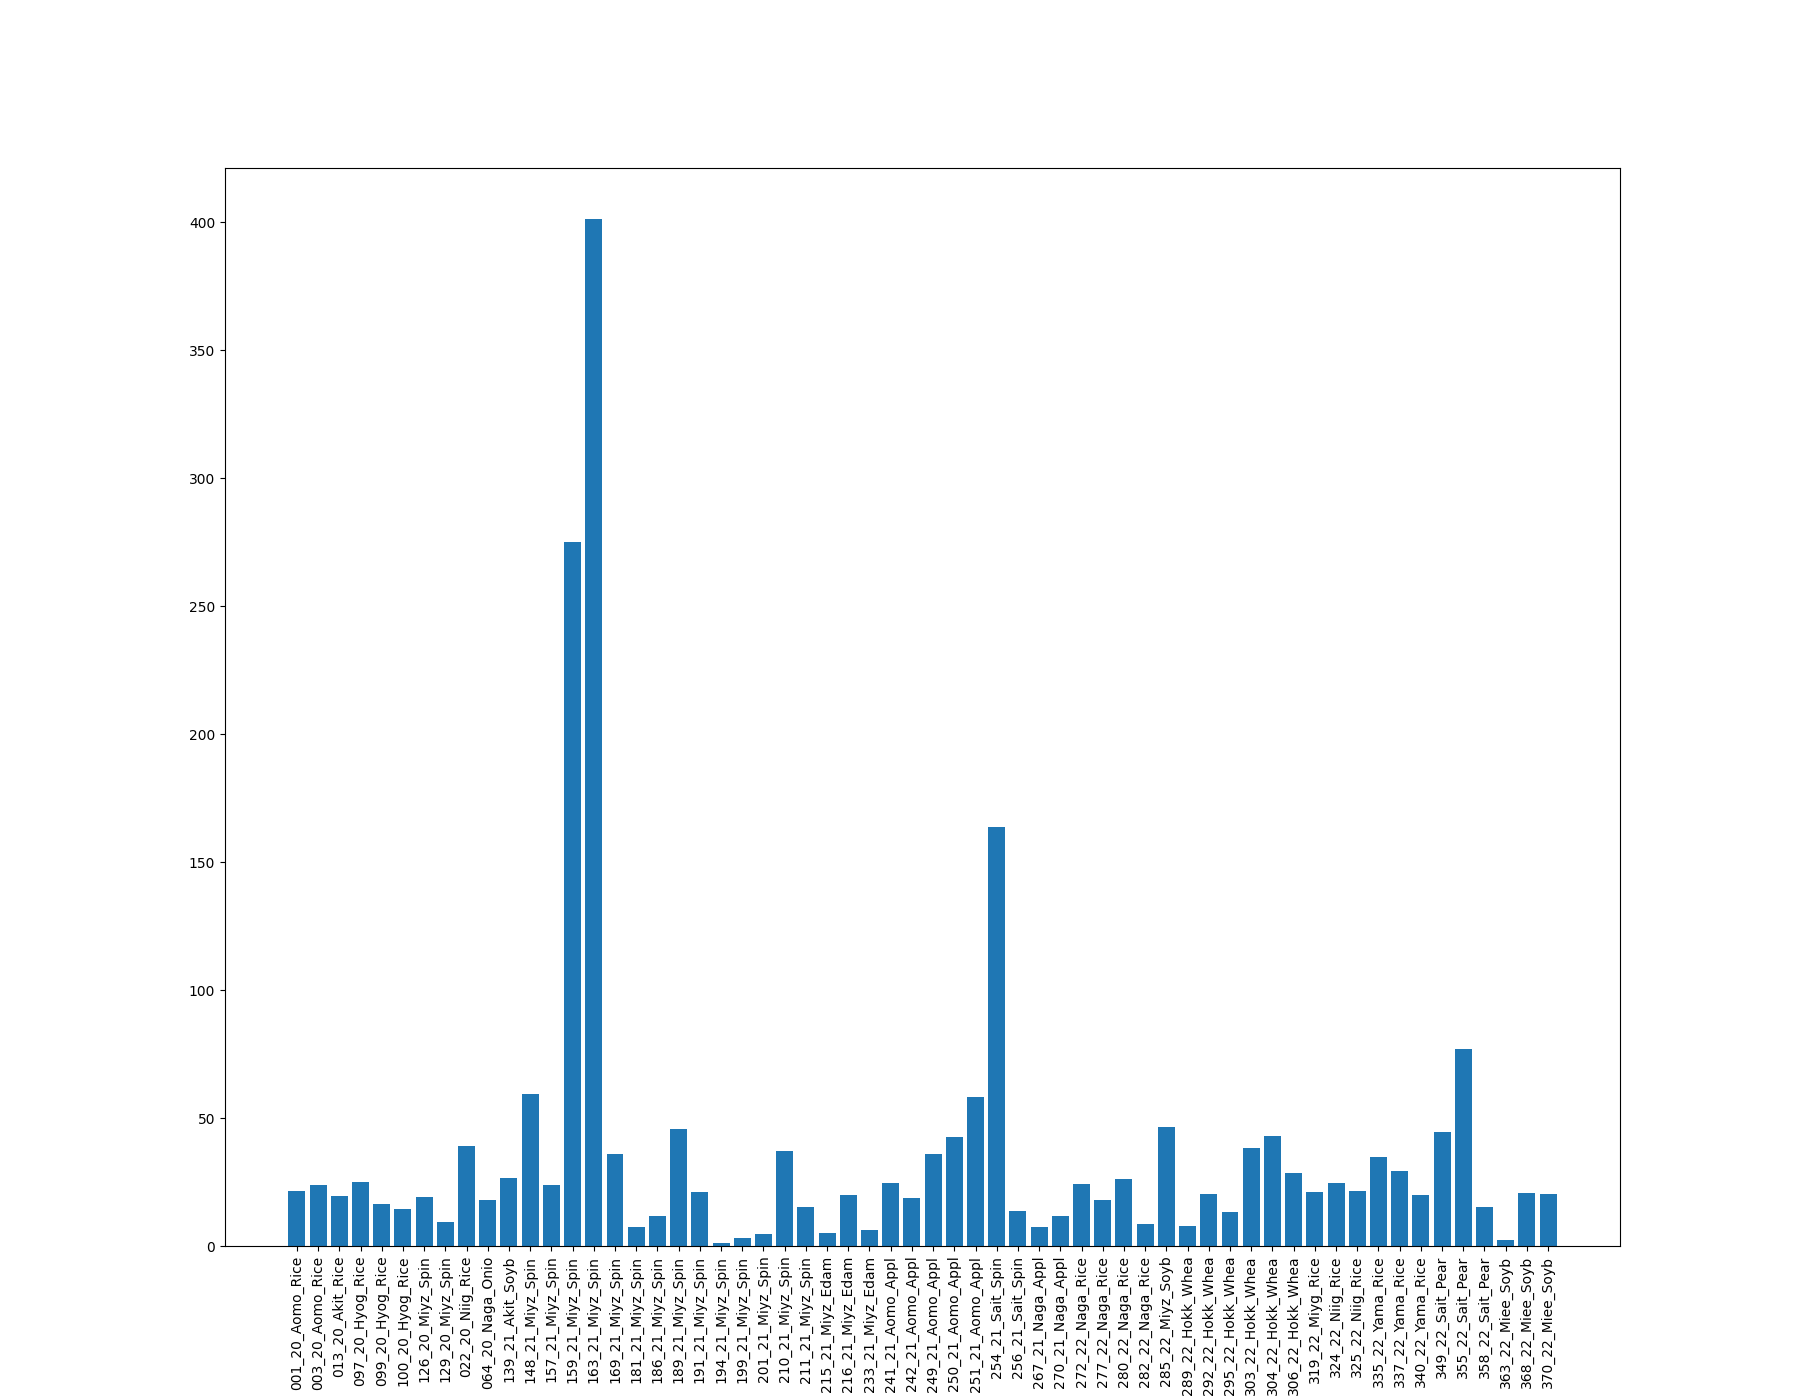 400
350
300
250
200
150
100
50
0
001_20_Aomo_Rice
003_20_Aomo_Rice
013_20_Akit_Rice
097_20_Hyog_Rice
099_20_Hyog_Rice
100_20_Hyog_Rice
126_20_Miyz_Spin
129_20_Miyz_Spin
022_20_Niig_Rice
064_20_Naga_Onio
139_21_Akit_Soyb
148_21_Miyz_Spin
157_21_Miyz_Spin
159_21_Miyz_Spin
163_21_Miyz_Spin
169_21_Miyz_Spin
181_21_Miyz_Spin
186_21_Miyz_Spin
189_21_Miyz_Spin
191_21_Miyz_Spin
194_21_Miyz_Spin
199_21_Miyz_Spin
201_21_Miyz_Spin
210_21_Miyz_Spin
211_21_Miyz_Spin
215_21_Miyz_Edam
216_21_Miyz_Edam
233_21_Miyz_Edam
241_21_Aomo_Appl
242_21_Aomo_Appl
249_21_Aomo_Appl
250_21_Aomo_Appl
251_21_Aomo_Appl
254_21_Sait_Spin
256_21_Sait_Spin
267_21_Naga_Appl
270_21_Naga_Appl
272_22_Naga_Rice
277_22_Naga_Rice
280_22_Naga_Rice
282_22_Naga_Rice
285_22_Miyz_Soyb
289_22_Hokk_Whea
292_22_Hokk_Whea
295_22_Hokk_Whea
303_22_Hokk_Whea
304_22_Hokk_Whea
306_22_Hokk_Whea
319_22_Miyg_Rice
324_22_Niig_Rice
325_22_Niig_Rice
335_22_Yama_Rice
337_22_Yama_Rice
340_22_Yama_Rice
349_22_Sait_Pear
355_22_Sait_Pear
358_22_Sait_Pear
363_22_Miee_Soyb
368_22_Miee_Soyb
370_22_Miee_Soyb